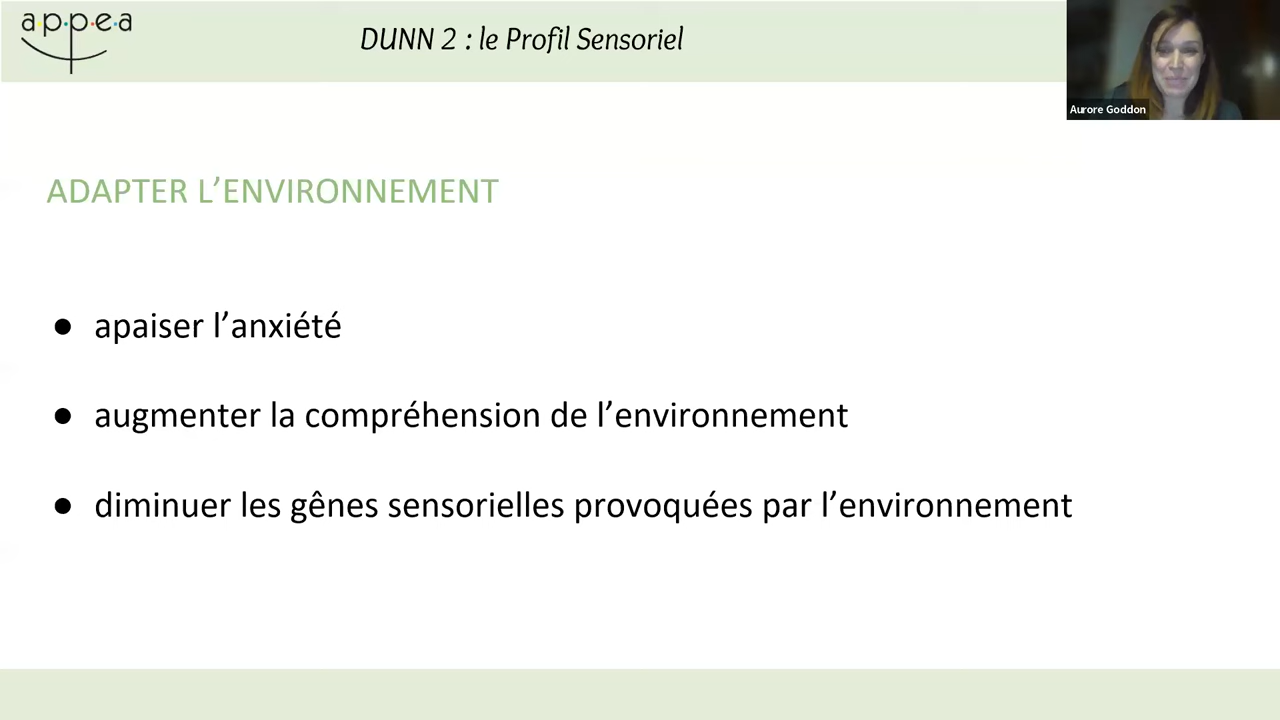 appea
DUNN 2 : le Profil Sensoriel
Aurore Goddon
ADAPTER L’ENVIRONNEMENT
● apaiser l’anxiété
● augmenter la compréhension de l’environnement
● diminuer les gênes sensorielles provoquées par l’environnement